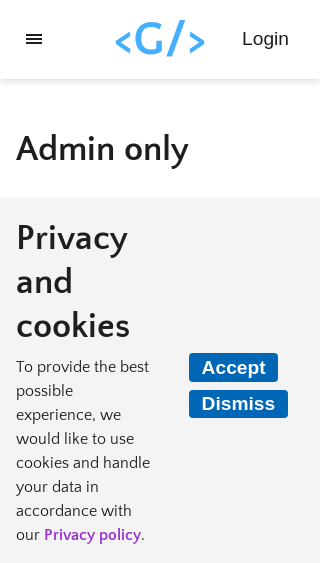 <G/>
Login
Admin only
Privacy
and
cookies
To provide the best
possible
experience, we
would like to use
cookies and handle
your data in
accordance with
our Privacy policy.
Accept
Dismiss